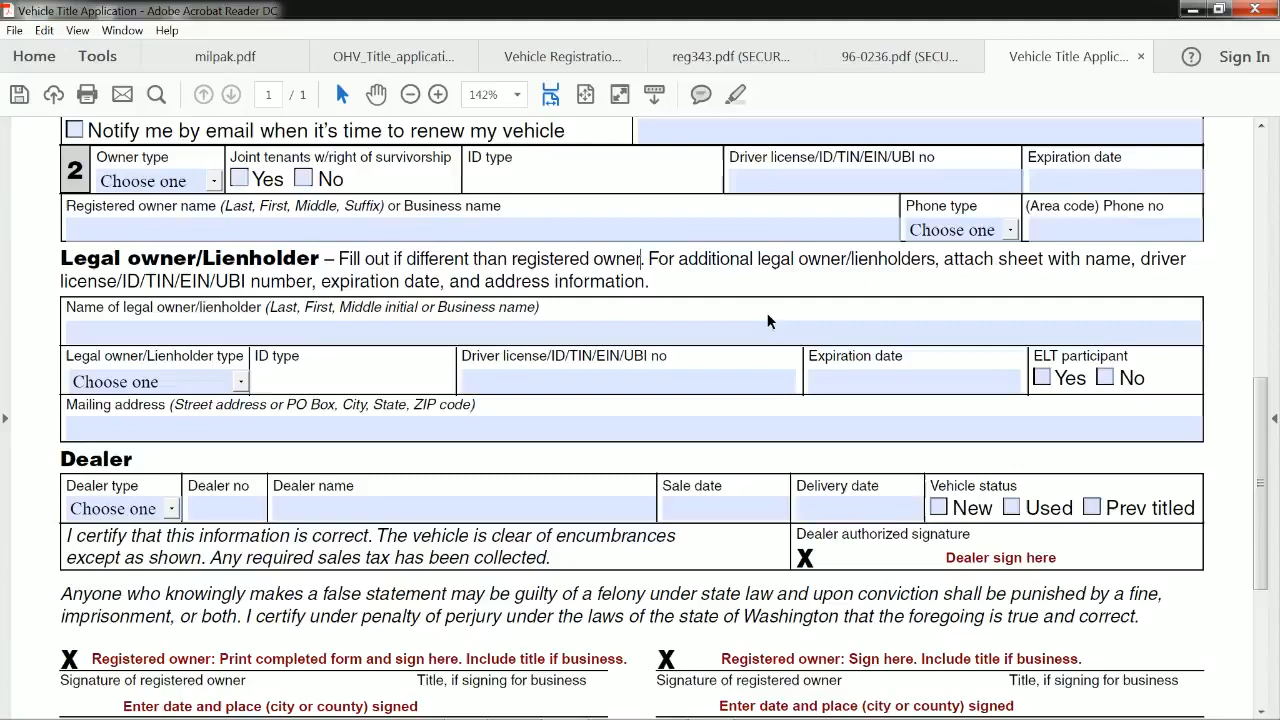 Vehicle Title Application - Adobe Acrobat Reader DC
File Edit View Window Help
Home Tools milpak.pdf OHV_Title_applicati... Vehicle Registratio... reg343.pdf (SECUR... 96-0236.pdf (SECU... Vehicle Title Applic... × ? Sign In
1 / 1 142%
Notify me by email when it's time to renew my vehicle
2 Owner type Joint tenants w/right of survivorship ID type Driver license/ID/TIN/EIN/UBI no Expiration date
Choose one Yes No
Registered owner name (Last, First, Middle, Suffix) or Business name Phone type (Area code) Phone no
Choose one
Legal owner/Lienholder – Fill out if different than registered owner. For additional legal owner/lienholders, attach sheet with name, driver
license/ID/TIN/EIN/UBI number, expiration date, and address information.
Name of legal owner/lienholder (Last, First, Middle initial or Business name)
Legal owner/Lienholder type ID type Driver license/ID/TIN/EIN/UBI no Expiration date ELT participant
Choose one Yes No
Mailing address (Street address or PO Box, City, State, ZIP code)
Dealer
Dealer type Dealer no Dealer name Sale date Delivery date Vehicle status
Choose one New Used Prev titled
I certify that this information is correct. The vehicle is clear of encumbrances Dealer authorized signature
except as shown. Any required sales tax has been collected. X Dealer sign here
Anyone who knowingly makes a false statement may be guilty of a felony under state law and upon conviction shall be punished by a fine,
imprisonment, or both. I certify under penalty of perjury under the laws of the state of Washington that the foregoing is true and correct.
X Registered owner: Print completed form and sign here. Include title if business. X Registered owner: Sign here. Include title if business.
Signature of registered owner Title, if signing for business Signature of registered owner Title, if signing for business
Enter date and place (city or county) signed Enter date and place (city or county) signed